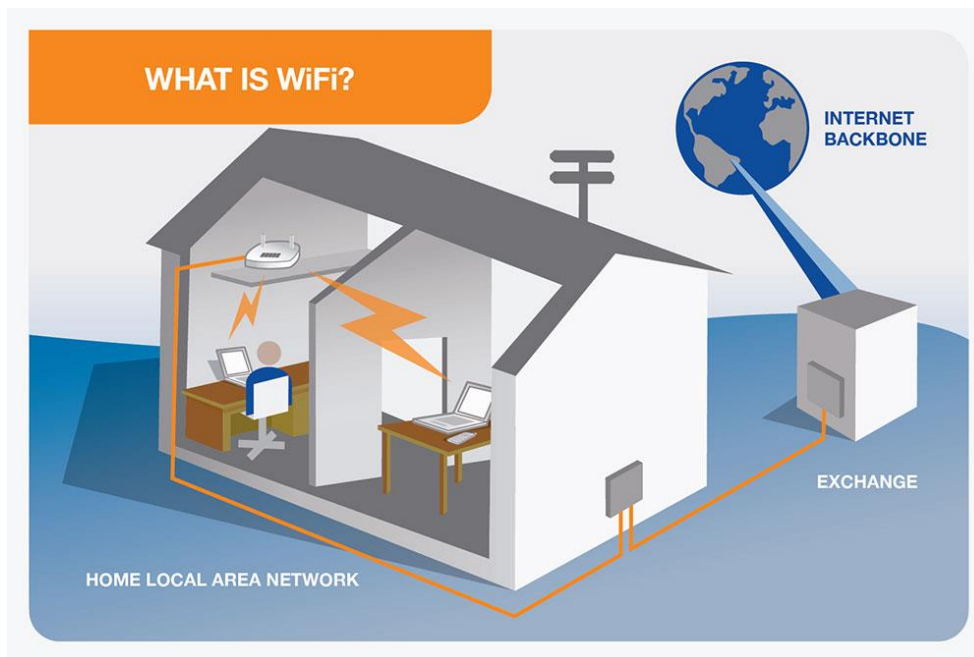 WHAT IS WiFi?
INTERNET
BACKBONE
EXCHANGE
HOME LOCAL AREA NETWORK